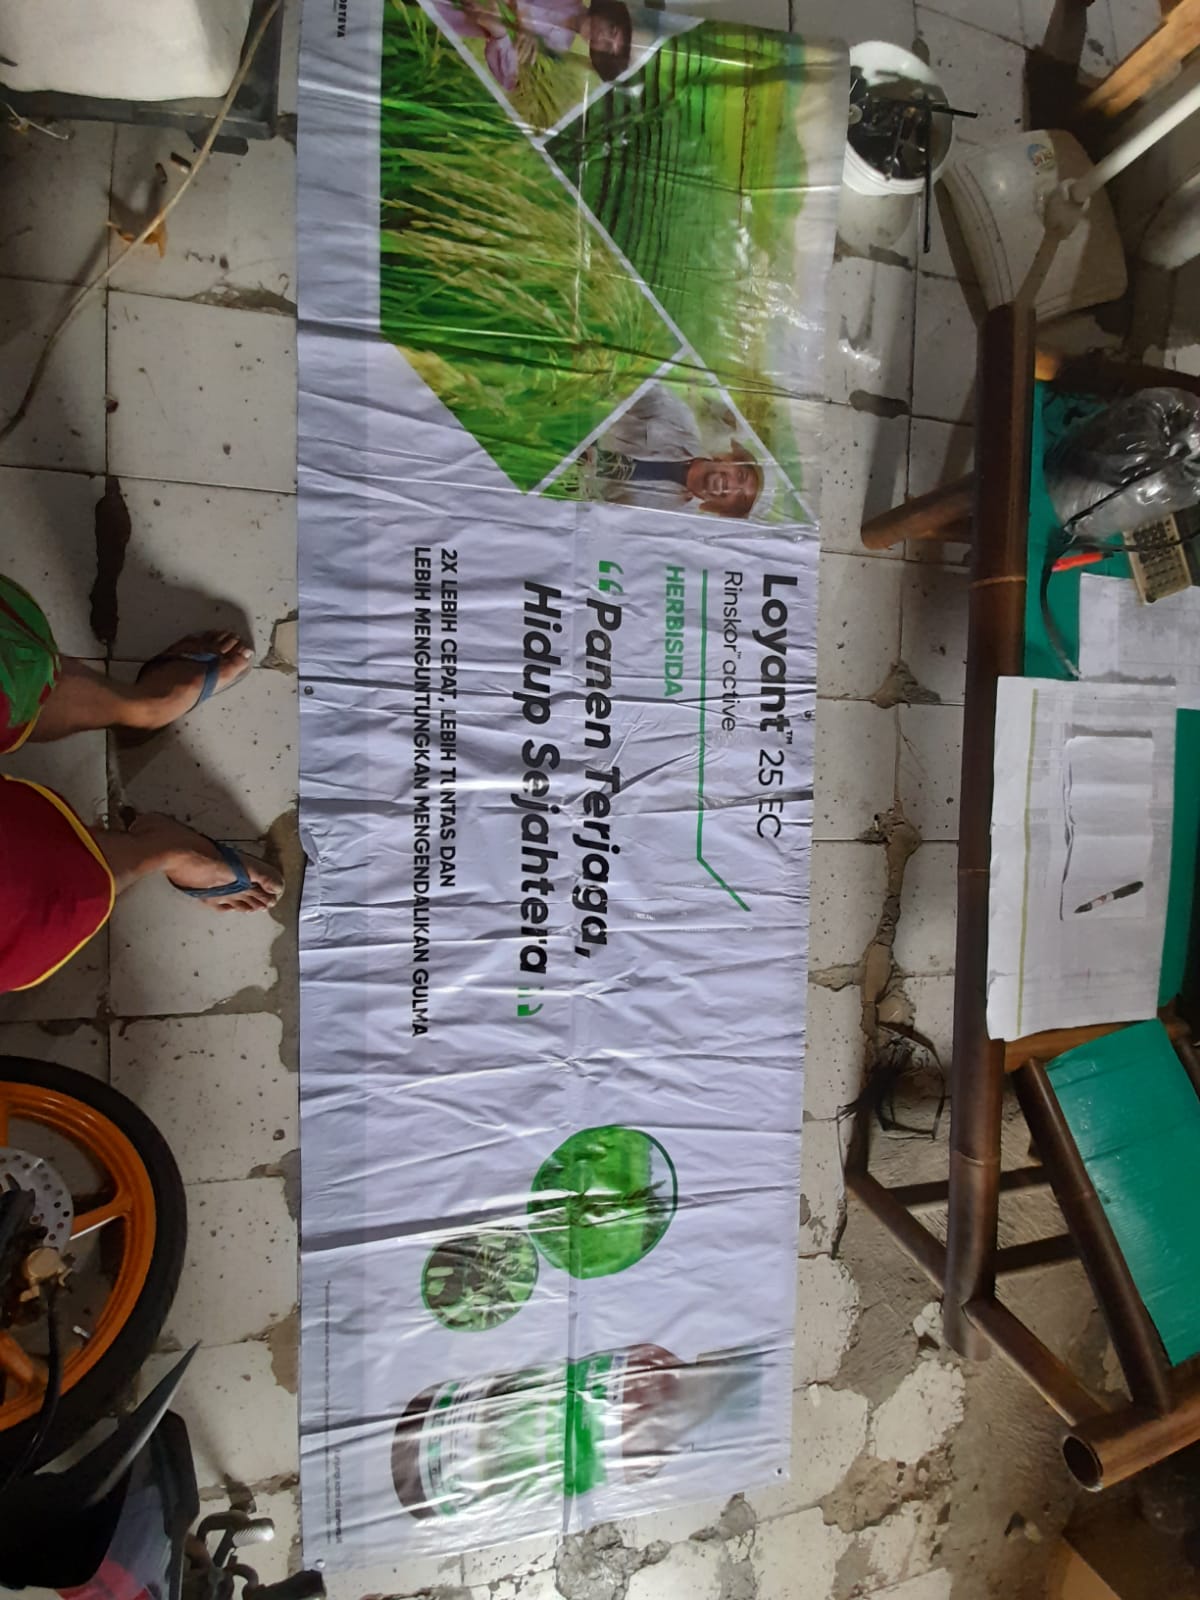 Loyant™ 25 EC
Rinskor™ active
HERBISIDA
“Panen Terjaga,
Hidup Sejahtera”
2X LEBIH CEPAT, LEBIH TUNTAS DAN
LEBIH MENGUNTUNGKAN MENGENDALIKAN GULMA